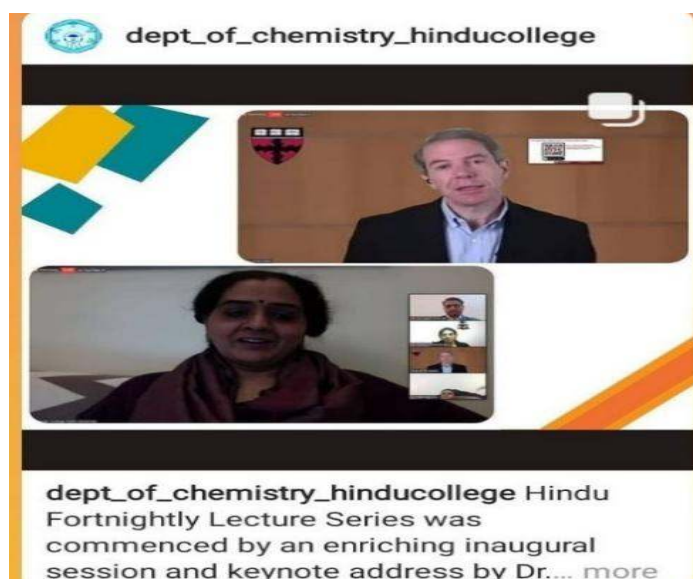 dept_of_chemistry_hinducollege
dept_of_chemistry_hinducollege Hindu
Fortnightly Lecture Series was
commenced by an enriching inaugural
session and keynote address by Dr.... more